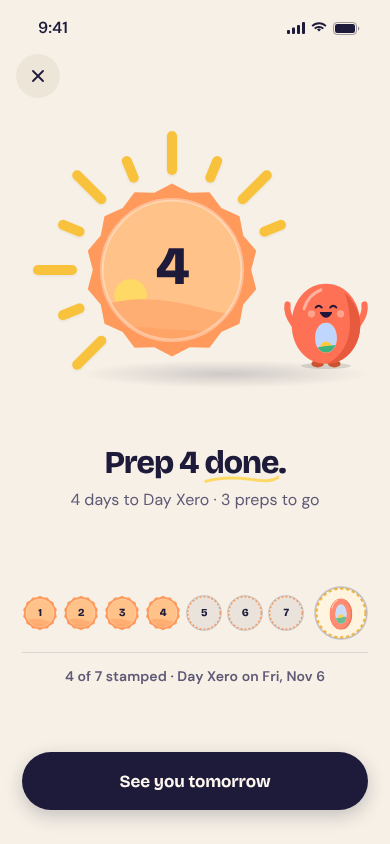 9:41
4
Prep 4 done.
4 days to Day Xero · 3 preps to go
1 2 3 4 5 6 7
4 of 7 stamped · Day Xero on Fri, Nov 6
See you tomorrow